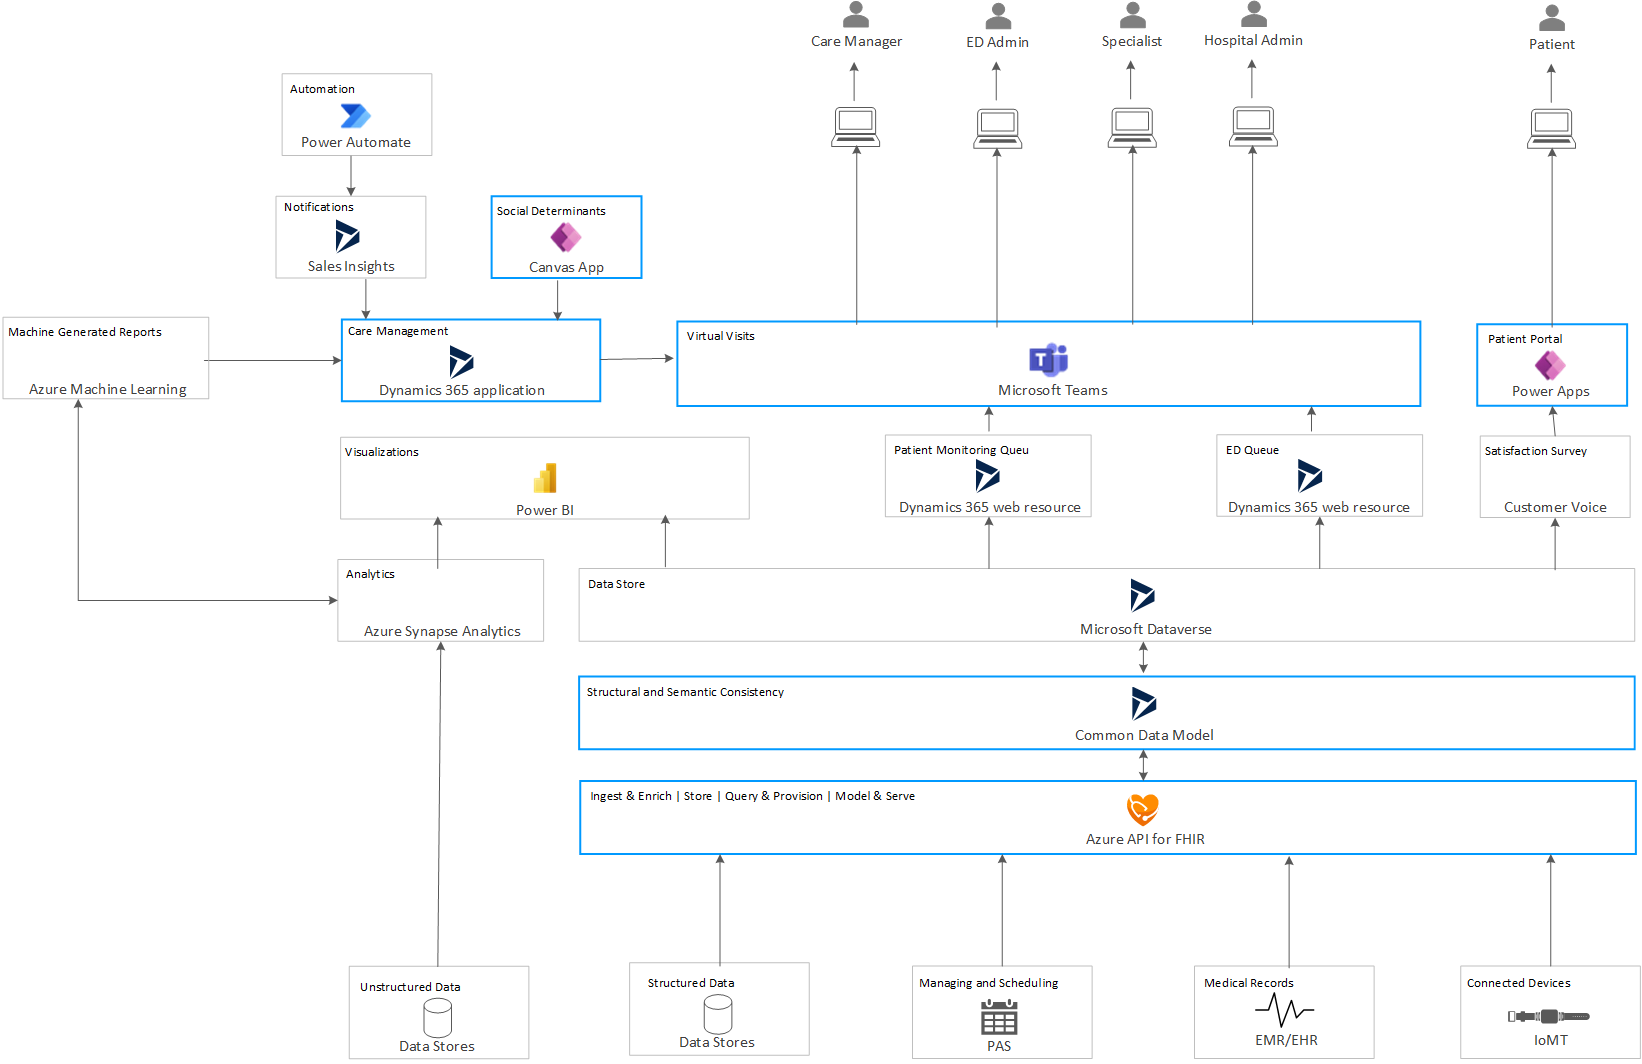 Care Manager
ED Admin
Specialist
Hospital Admin
Patient
Automation
Power Automate
Notifications
Sales Insights
Social Determinants
Canvas App
Machine Generated Reports
Azure Machine Learning
Care Management
Dynamics 365 application
Virtual Visits
Microsoft Teams
Patient Portal
Power Apps
Visualizations
Power BI
Patient Monitoring Queu
Dynamics 365 web resource
ED Queue
Dynamics 365 web resource
Satisfaction Survey
Customer Voice
Analytics
Azure Synapse Analytics
Data Store
Microsoft Dataverse
Structural and Semantic Consistency
Common Data Model
Ingest & Enrich | Store | Query & Provision | Model & Serve
Azure API for FHIR
Unstructured Data
Data Stores
Structured Data
Data Stores
Managing and Scheduling
PAS
Medical Records
EMR/EHR
Connected Devices
IoMT